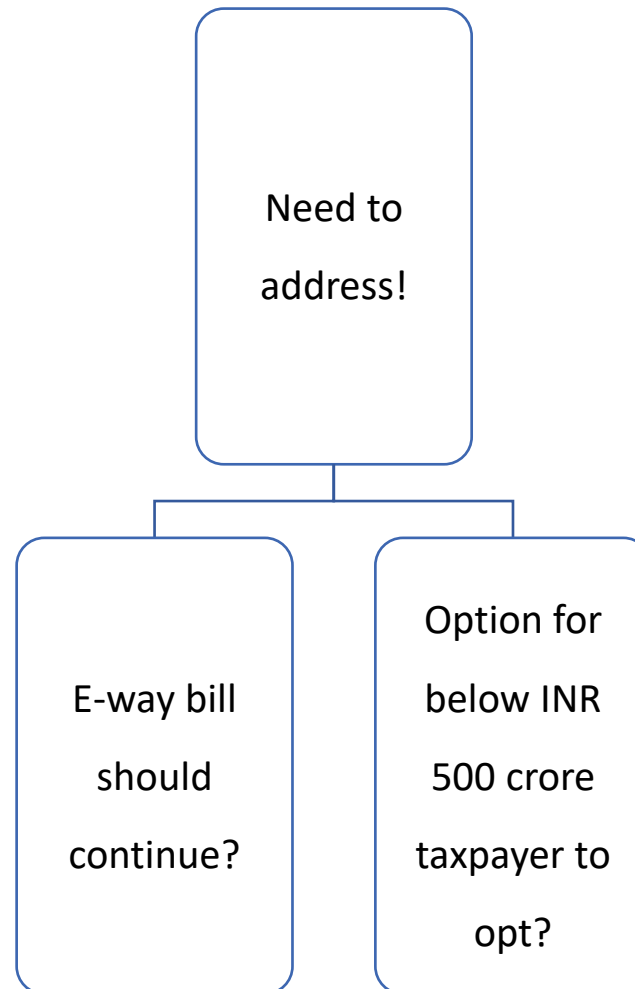 Need to
address!
E-way bill
should
continue?
Option for
below INR
500 crore
taxpayer to
opt?